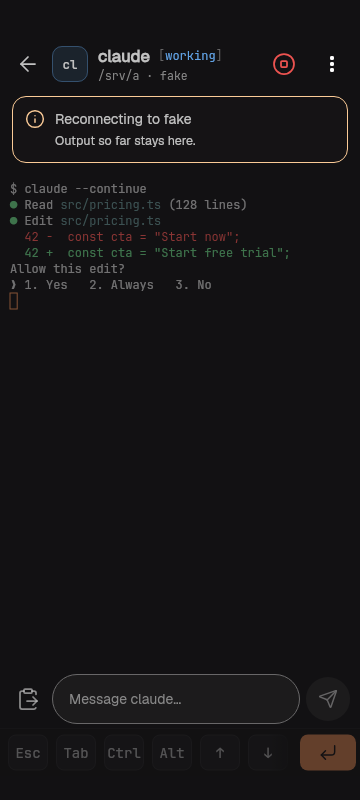 cl
claude [working]
/srv/a · fake
Reconnecting to fake
Output so far stays here.
$ claude --continue
● Read src/pricing.ts (128 lines)
● Edit src/pricing.ts
42 -  const cta = "Start now";
42 +  const cta = "Start free trial";
Allow this edit?
❯ 1. Yes   2. Always   3. No
Message claude…
Esc Tab Ctrl Alt ↑ ↓